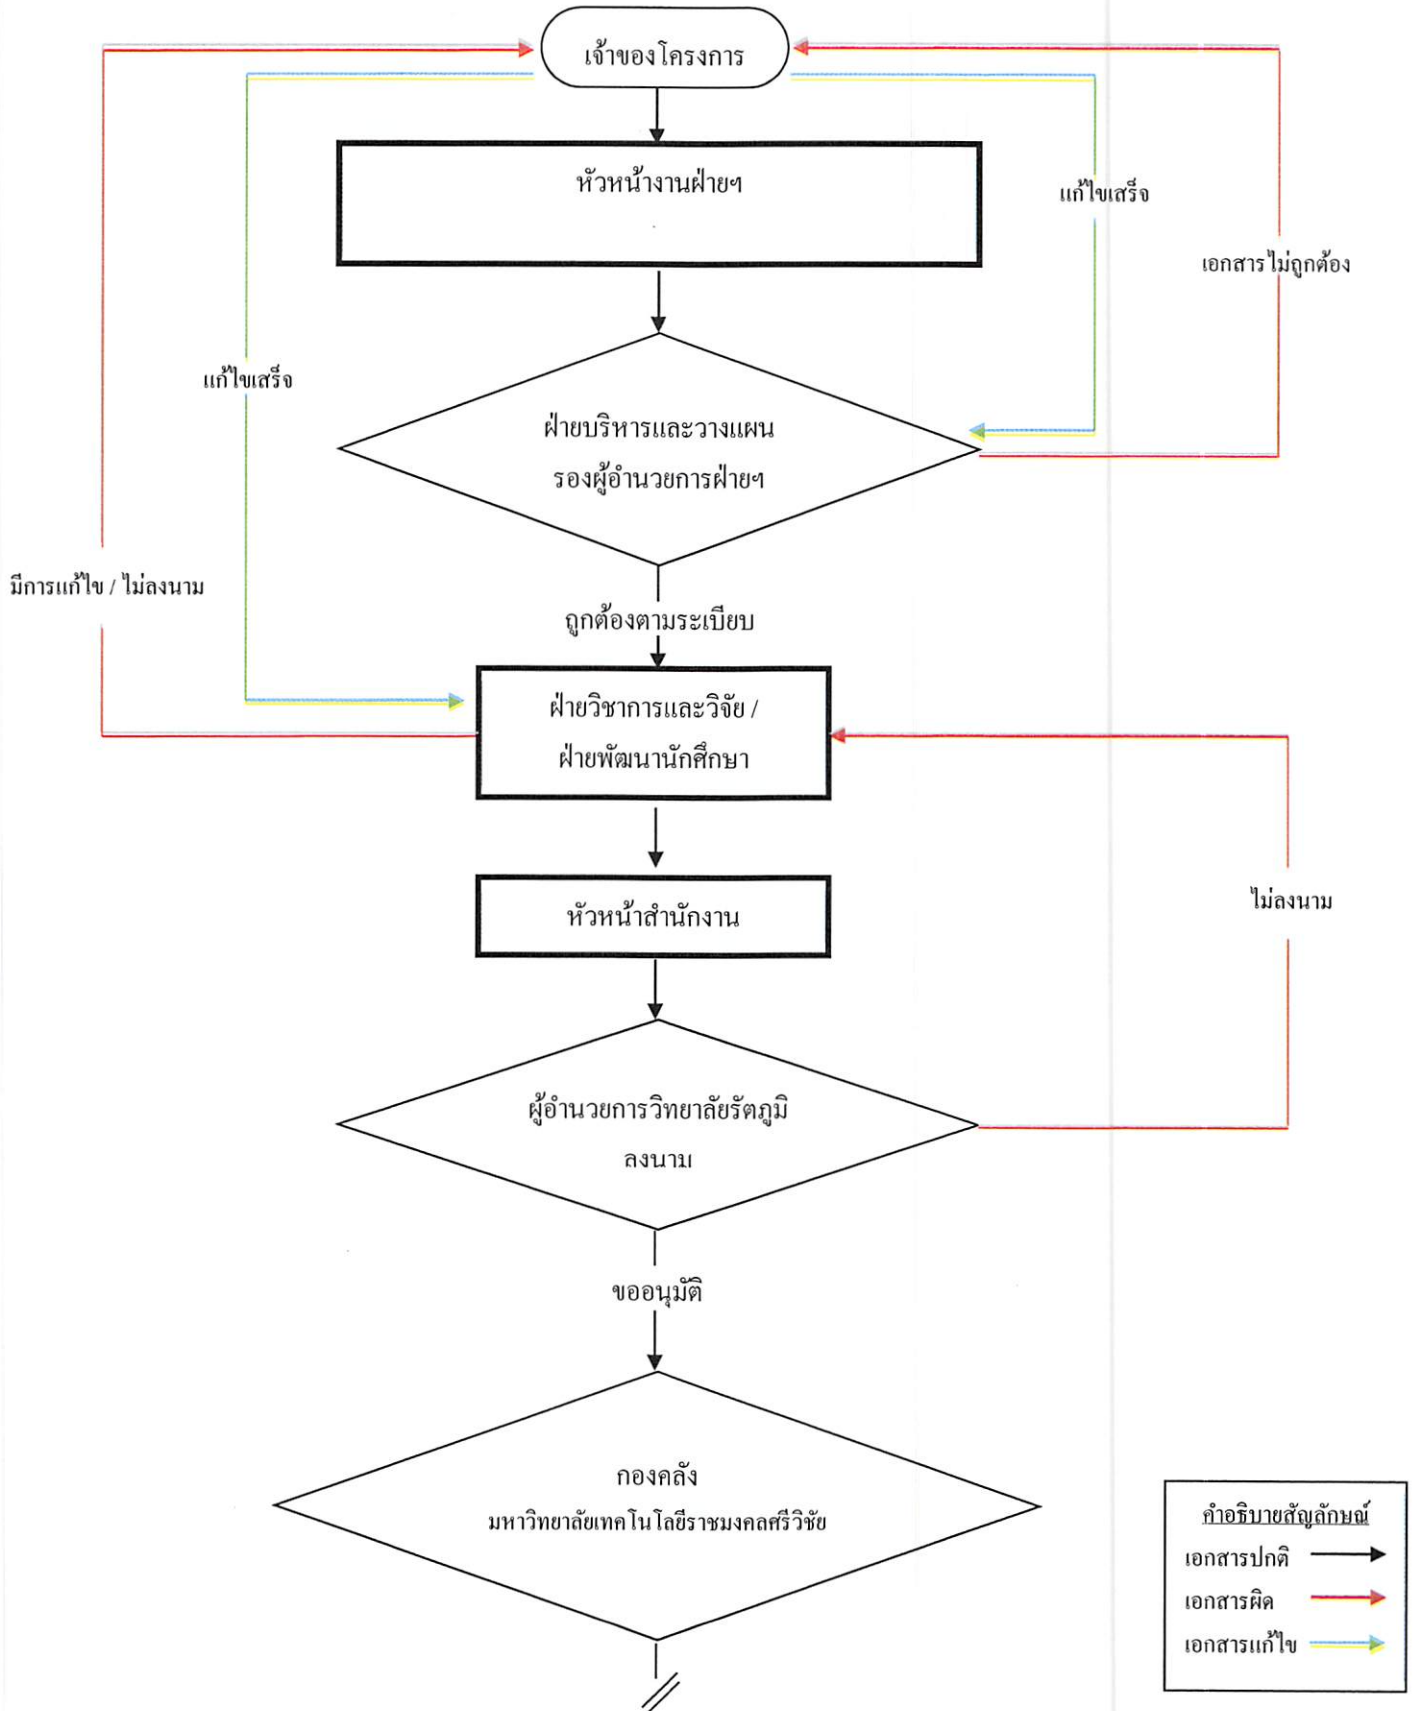 เจ้าของโครงการ
หัวหน้างานฝ่ายฯ
แก้ไขเสร็จ
เอกสารไม่ถูกต้อง
แก้ไขเสร็จ
ฝ่ายบริหารและวางแผน
รองผู้อำนวยการฝ่ายฯ
มีการแก้ไข / ไม่ลงนาม
ถูกต้องตามระเบียบ
ฝ่ายวิชาการและวิจัย /
ฝ่ายพัฒนานักศึกษา
หัวหน้าสำนักงาน
ไม่ลงนาม
ผู้อำนวยการวิทยาลัยรัตภูมิ
ลงนาม
ขออนุมัติ
กองคลัง
มหาวิทยาลัยเทคโนโลยีราชมงคลศรีวิชัย
คำอธิบายสัญลักษณ์
เอกสารปกติ
เอกสารผิด
เอกสารแก้ไข